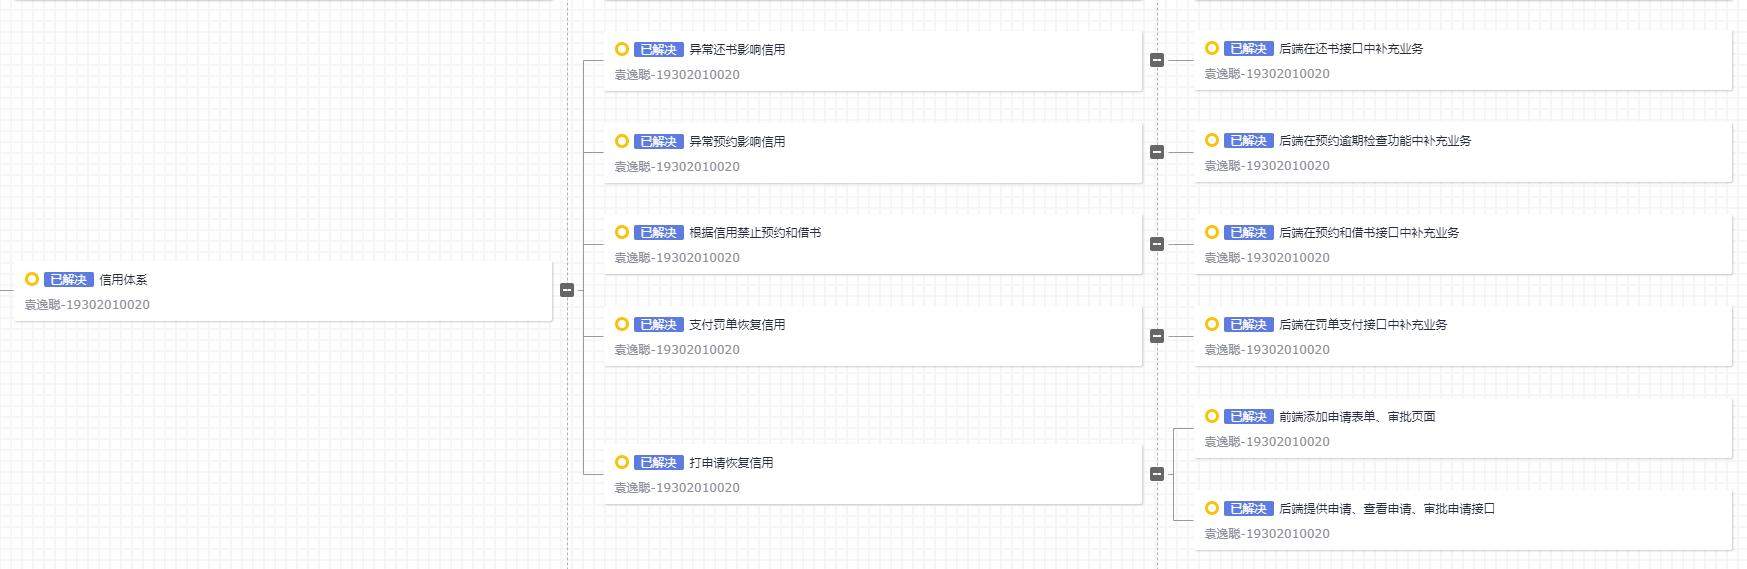 已解决 信用体系
袁逸聪-19302010020
已解决 异常还书影响信用
袁逸聪-19302010020
已解决 后端在还书接口中补充业务
袁逸聪-19302010020
已解决 异常预约影响信用
袁逸聪-19302010020
已解决 后端在预约逾期检查功能中补充业务
袁逸聪-19302010020
已解决 根据信用禁止预约和借书
袁逸聪-19302010020
已解决 后端在预约和借书接口中补充业务
袁逸聪-19302010020
已解决 支付罚单恢复信用
袁逸聪-19302010020
已解决 后端在罚单支付接口中补充业务
袁逸聪-19302010020
已解决 打申请恢复信用
袁逸聪-19302010020
已解决 前端添加申请表单、审批页面
袁逸聪-19302010020
已解决 后端提供申请、查看申请、审批申请接口
袁逸聪-19302010020